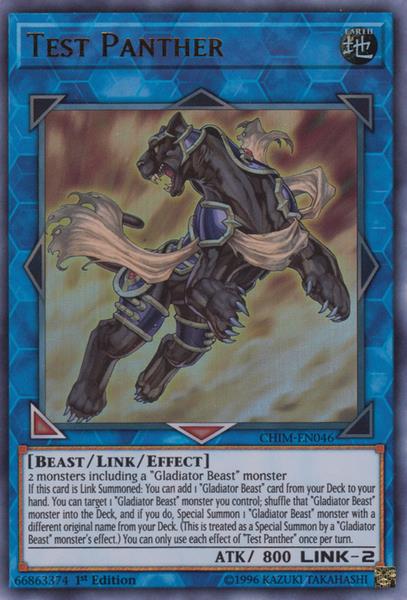 TEST PANTHER
EARTH
地
CHIM-EN046
[BEAST/LINK/EFFECT]
2 monsters including a "Gladiator Beast" monster
If this card is Link Summoned: You can add 1 "Gladiator Beast" card from your Deck to your
hand. You can target 1 "Gladiator Beast" monster you control; shuffle that "Gladiator Beast"
monster into the Deck, and if you do, Special Summon 1 "Gladiator Beast" monster with a
different original name from your Deck. (This is treated as a Special Summon by a "Gladiator
Beast" monster's effect.) You can only use each effect of "Test Panther" once per turn.
ATK/ 800 LINK-2
66863374 1st Edition ©1996 KAZUKI TAKAHASHI